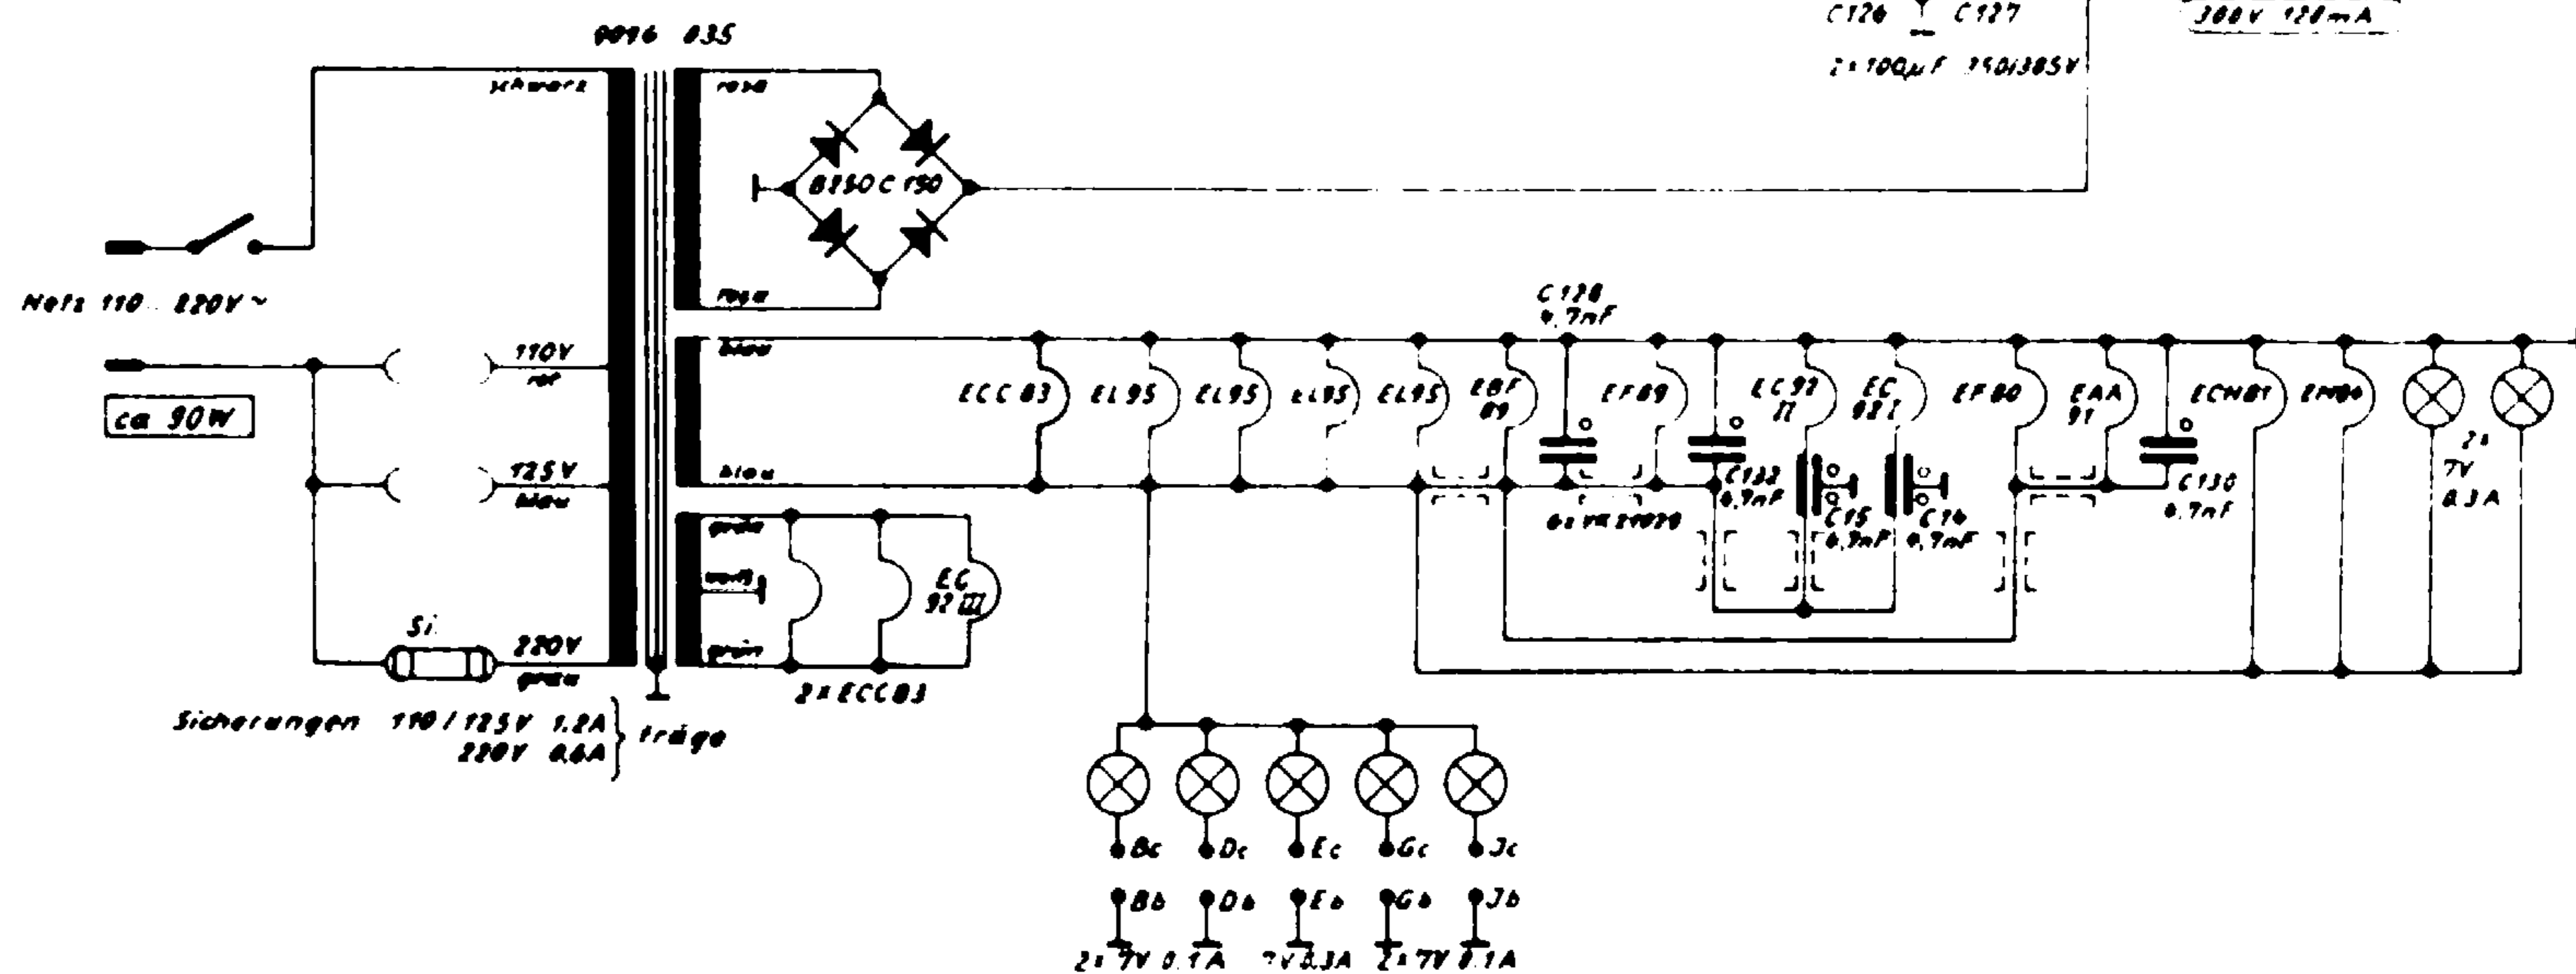 C126 C127
300V 120mA
2×100µF 350/385V
9096 035
schwarz
rosa
B250 C150
rosa
Netz 110...220V ~
C128
4,7nF
110V
rot
blau
ca 90W
ECC 83
EL95
EL95
EL95
EL95
EBF
89
EF89
EC92
II
EC
92 I
EF80
EAA
91
ECH81
EM84
2×
7V
0,3A
125V
blau
blau
C132
4,7nF
C15
4,7nF
C14
4,7nF
C130
4,7nF
grün
weiß
EC
92 III
grün
Si.
220V
grau
2×ECC83
Sicherungen 110/125V 1.2A
220V 0.6A
träge
Bc Dc Ec Gc Jc
Bb Db Eb Gb Jb
2×7V 0.1A 7V 0.3A 2×7V 0.1A